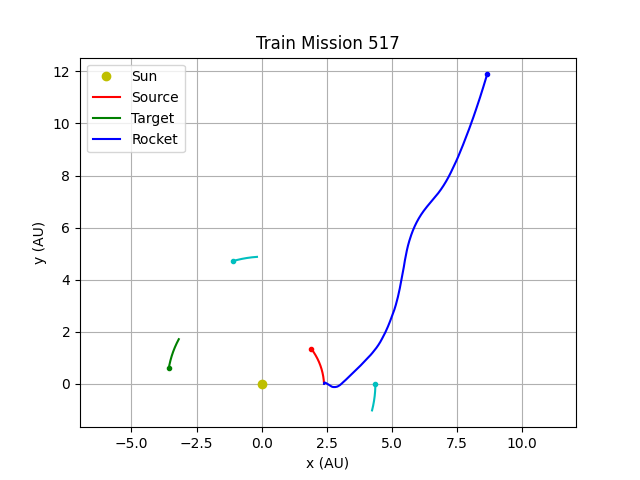 Train Mission 517
Sun
Source
Target
Rocket
12
10
8
6
4
2
0
y (AU)
−5.0 −2.5 0.0 2.5 5.0 7.5 10.0
x (AU)